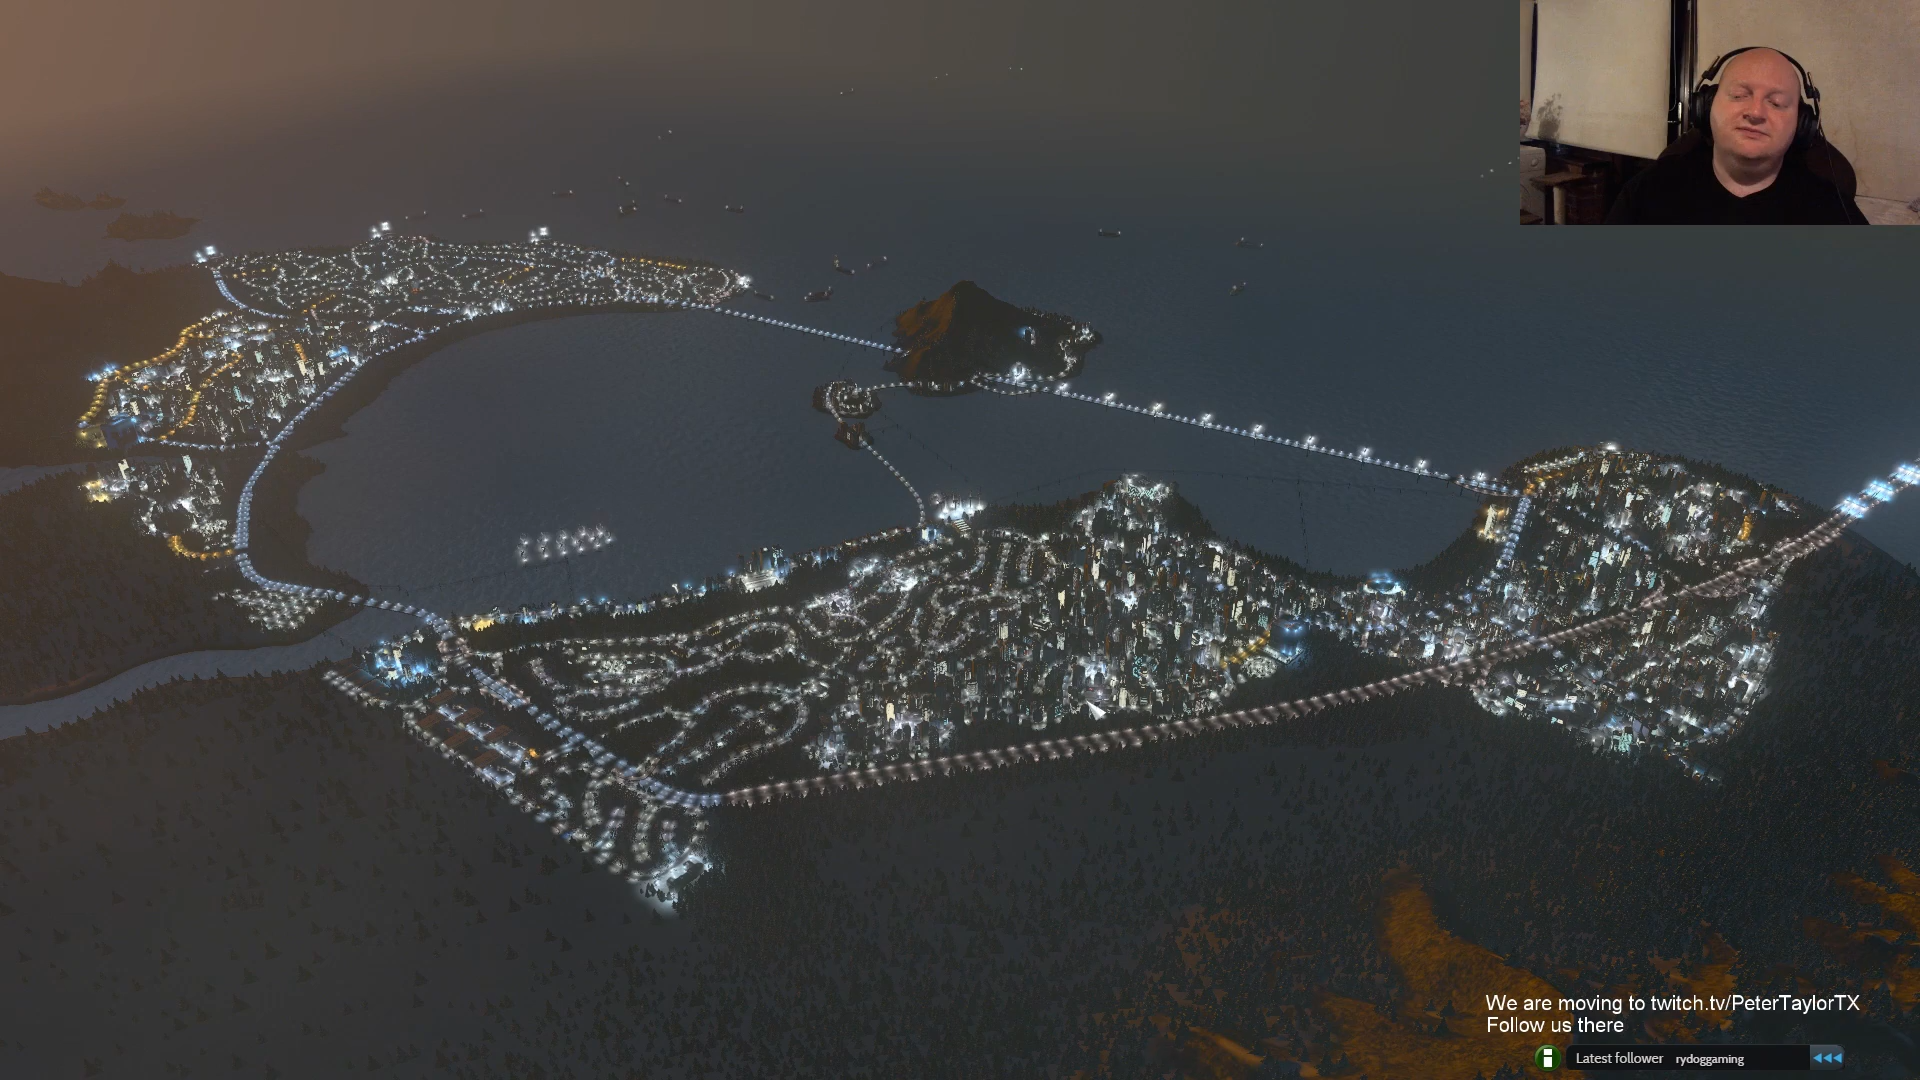 We are moving to twitch.tv/PeterTaylorTX
Follow us there
Latest follower rydoggaming